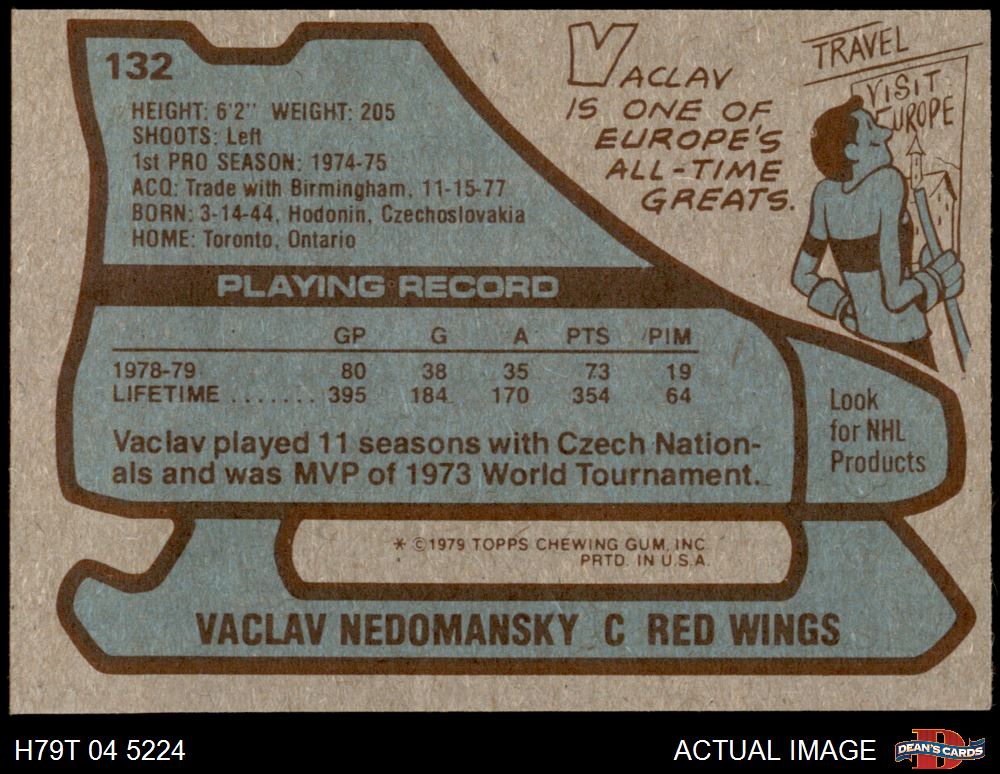 132
HEIGHT: 6'2" WEIGHT: 205
SHOOTS: Left
1st PRO SEASON: 1974-75
ACQ: Trade with Birmingham, 11-15-77
BORN: 3-14-44, Hodonin, Czechoslovakia
HOME: Toronto, Ontario
VACLAV
IS ONE OF
EUROPE'S
ALL-TIME
GREATS.
TRAVEL
VISIT
EUROPE
PLAYING RECORD
GP G A PTS PIM
1978-79 80 38 35 73 19
LIFETIME ....... 395 184 170 354 64
Vaclav played 11 seasons with Czech Nation-
als and was MVP of 1973 World Tournament.
Look
for NHL
Products
* ©1979 TOPPS CHEWING GUM, INC.
PRTD. IN U.S.A.
VACLAV NEDOMANSKY C RED WINGS
H79T 04 5224
ACTUAL IMAGE
D
DEAN'S CARDS